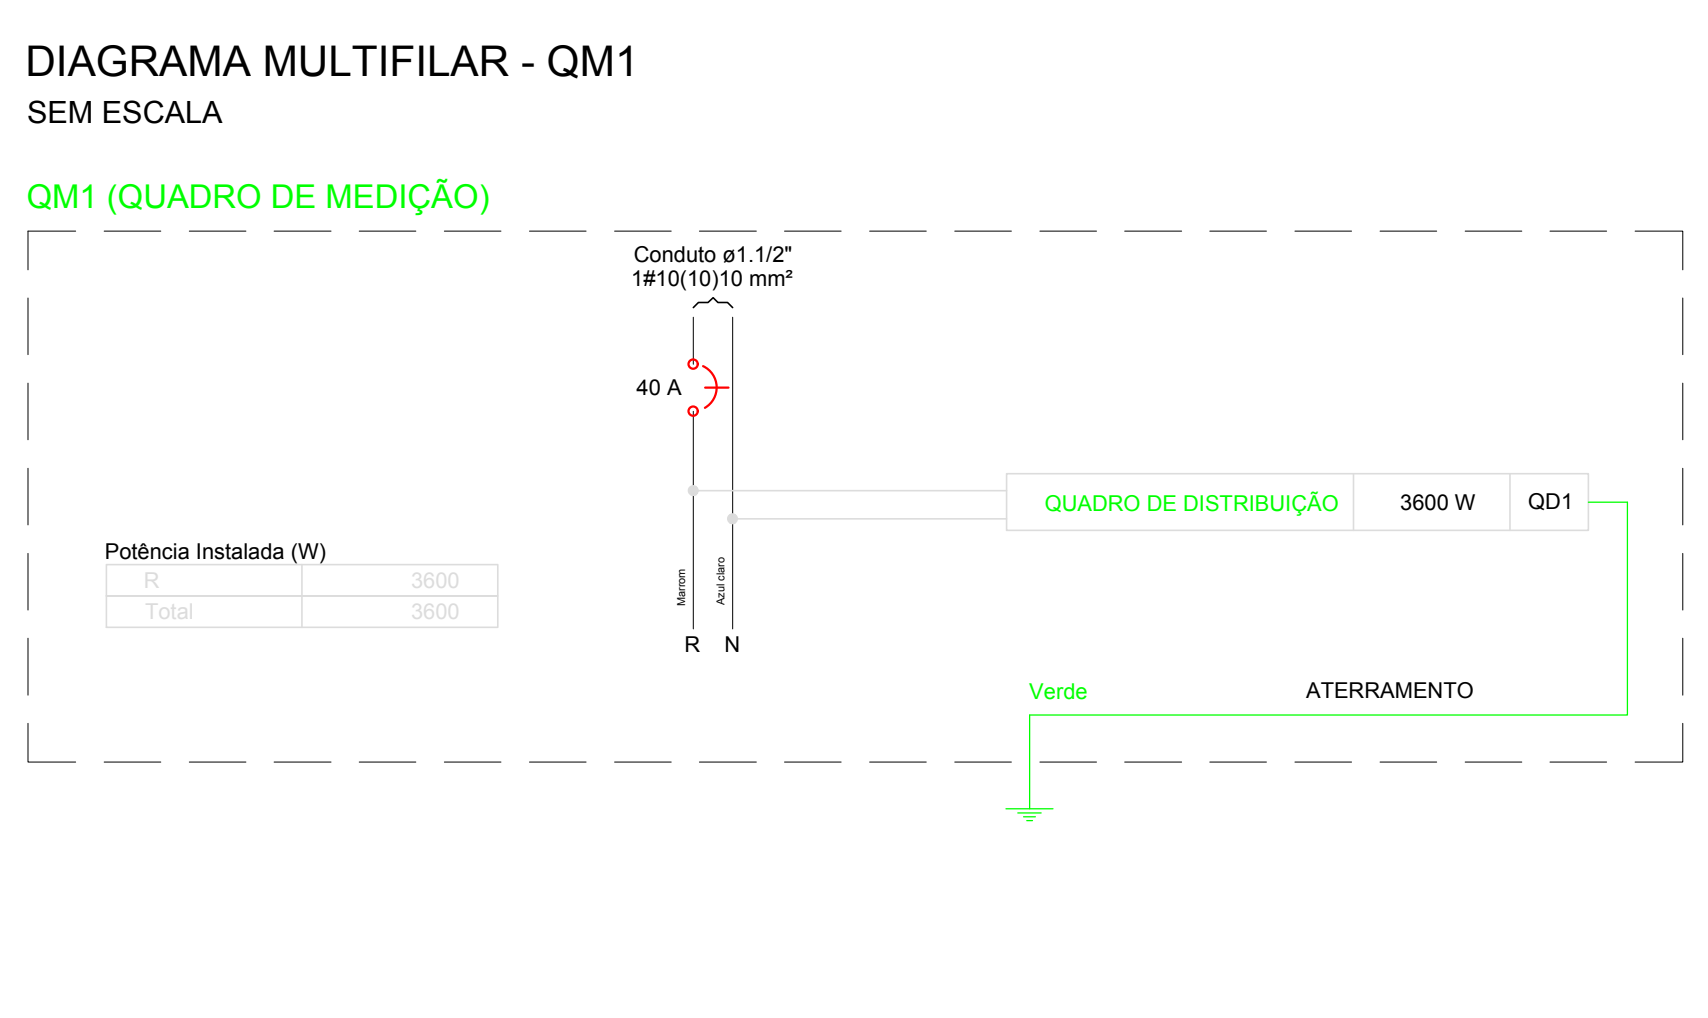 DIAGRAMA MULTIFILAR - QM1
SEM ESCALA
QM1 (QUADRO DE MEDIÇÃO)
Conduto ø1.1/2"
1#10(10)10 mm²
40 A
QUADRO DE DISTRIBUIÇÃO 3600 W QD1
Potência Instalada (W)
R 3600
Total 3600
Marrom
Azul claro
R N
Verde
ATERRAMENTO